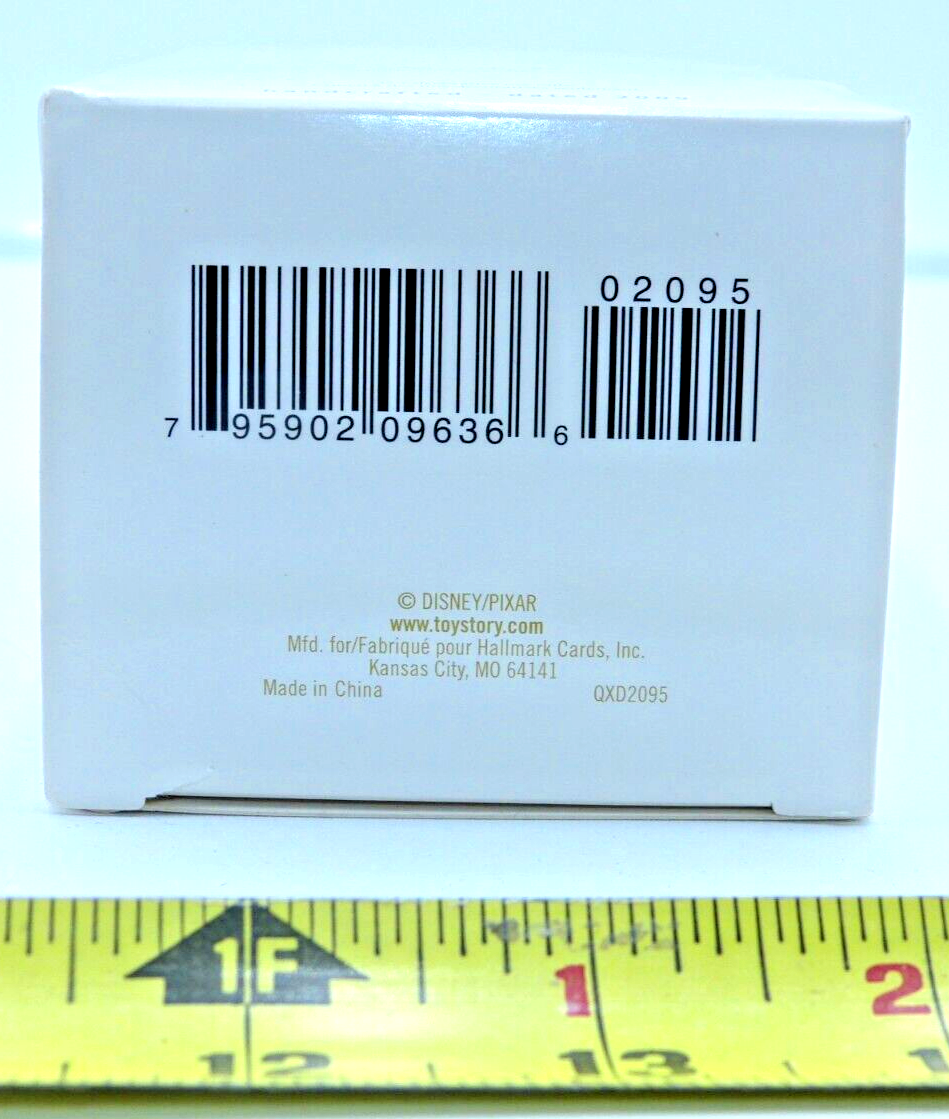 02095
7 95902 09636 6
© DISNEY/PIXAR
www.toystory.com
Mfd. for/Fabriqué pour Hallmark Cards, Inc.
Kansas City, MO 64141
Made in China QXD2095
1F 1 2
12 13